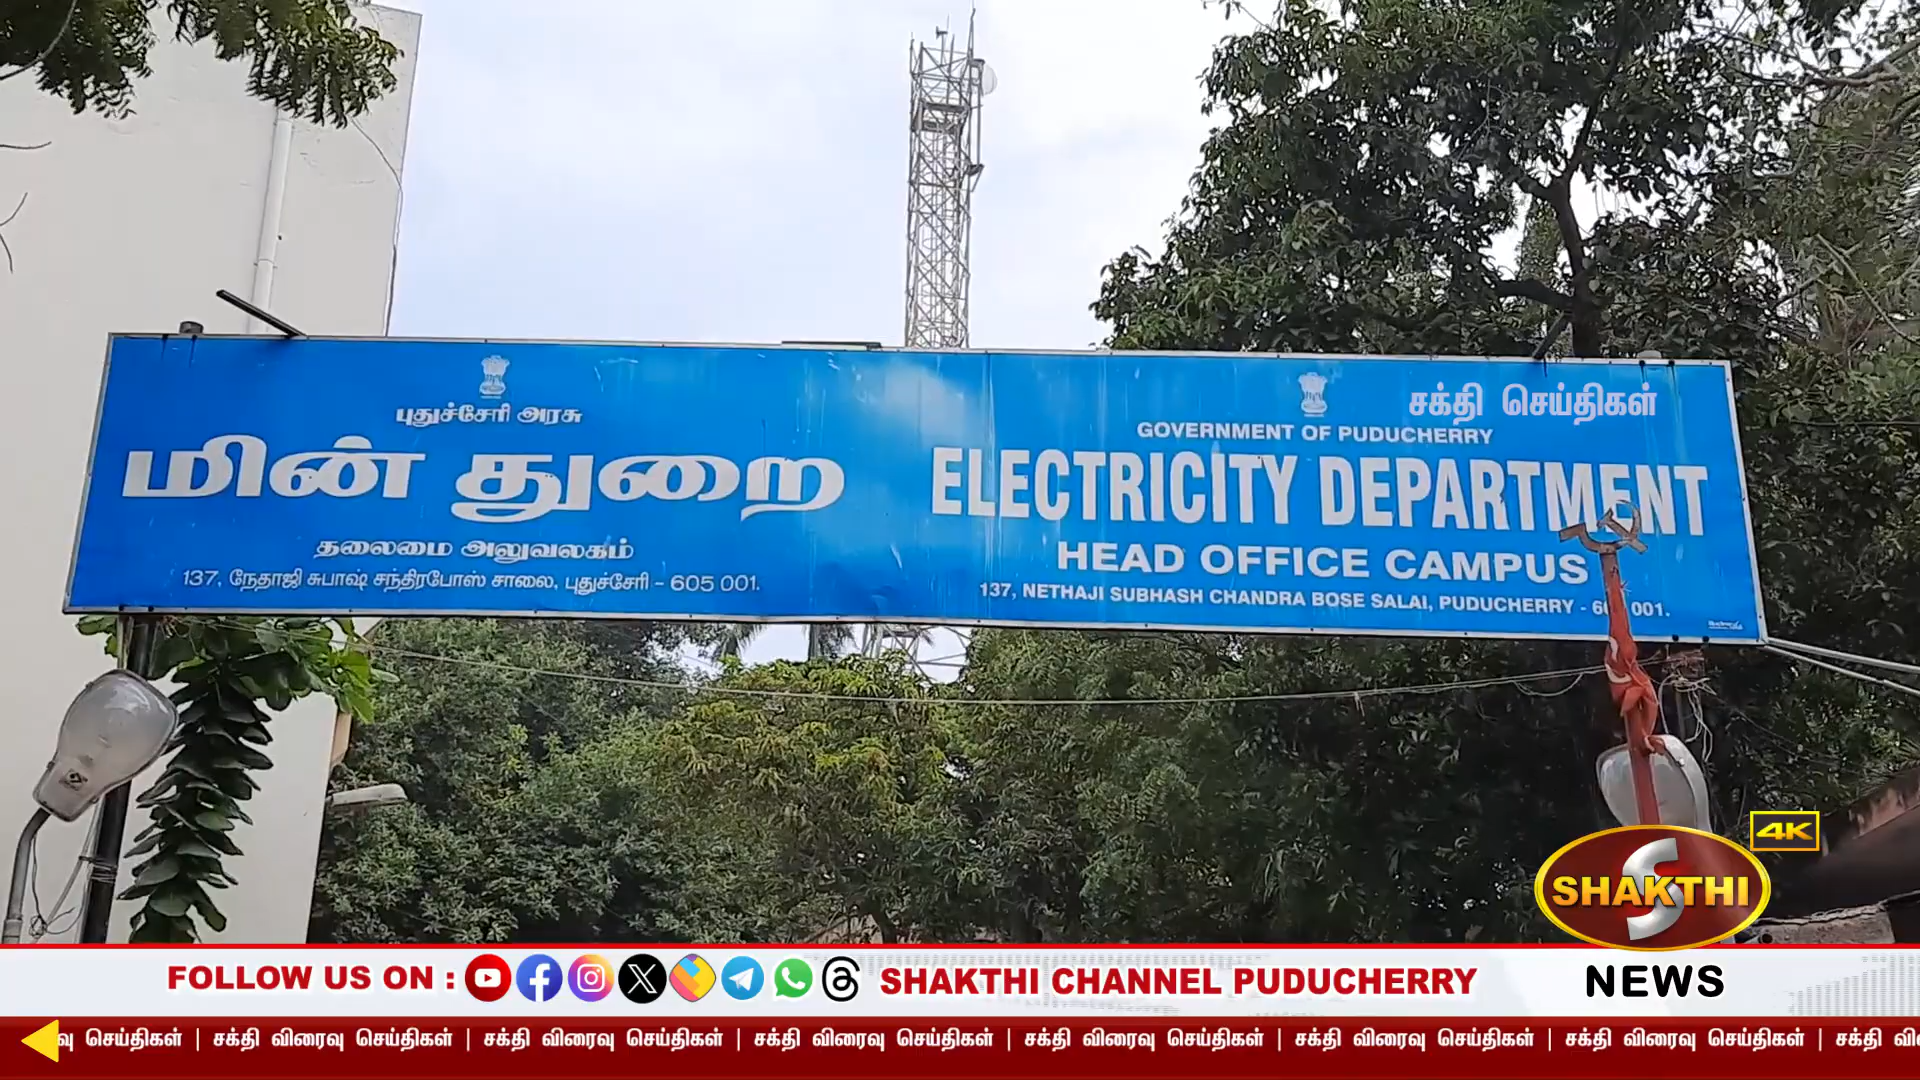 புதுச்சேரி அரசு
மின் துறை
தலைமை அலுவலகம்
137, நேதாஜி சுபாஷ் சந்திரபோஸ் சாலை, புதுச்சேரி - 605 001.
சக்தி செய்திகள்
GOVERNMENT OF PUDUCHERRY
ELECTRICITY DEPARTMENT
HEAD OFFICE CAMPUS
137, NETHAJI SUBHASH CHANDRA BOSE SALAI, PUDUCHERRY - 001.
4K
SHAKTHI
NEWS
FOLLOW US ON : SHAKTHI CHANNEL PUDUCHERRY
வு செய்திகள் | சக்தி விரைவு செய்திகள் | சக்தி விரைவு செய்திகள் | சக்தி விரைவு செய்திகள் | சக்தி விரைவு செய்திகள் | சக்தி விரைவு செய்திகள் | சக்தி விரைவு செய்திகள் | சக்தி வி